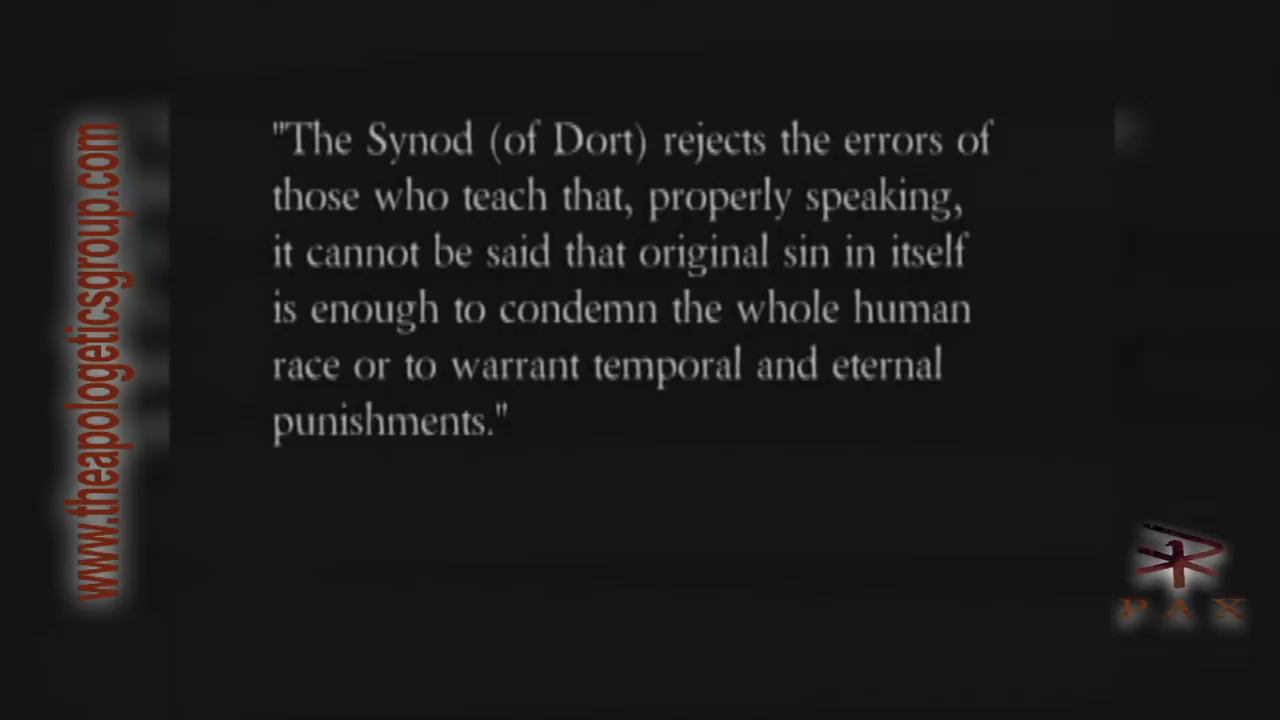 www.theapologeticsgroup.com
"The Synod (of Dort) rejects the errors of
those who teach that, properly speaking,
it cannot be said that original sin in itself
is enough to condemn the whole human
race or to warrant temporal and eternal
punishments."
PAX